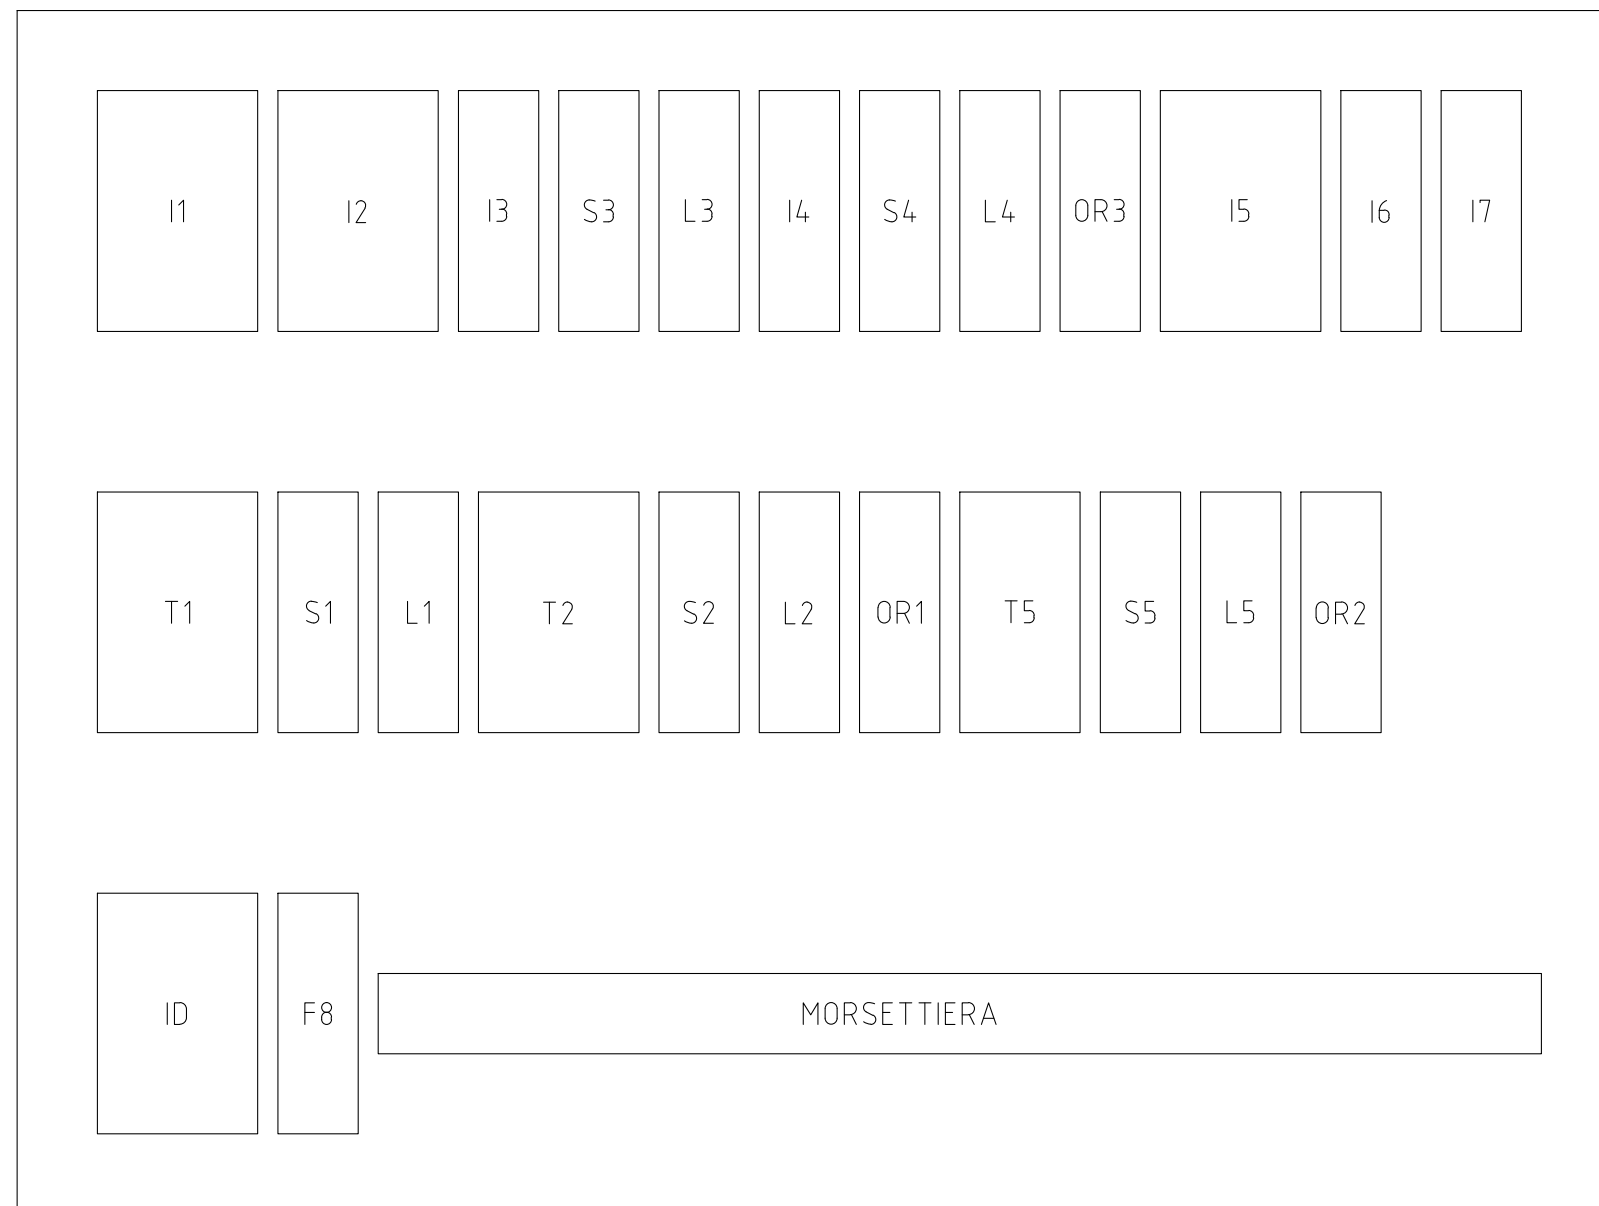 I1 I2 I3 S3 L3 I4 S4 L4 OR3 I5 I6 I7
T1 S1 L1 T2 S2 L2 OR1 T5 S5 L5 OR2
ID F8 MORSETTIERA